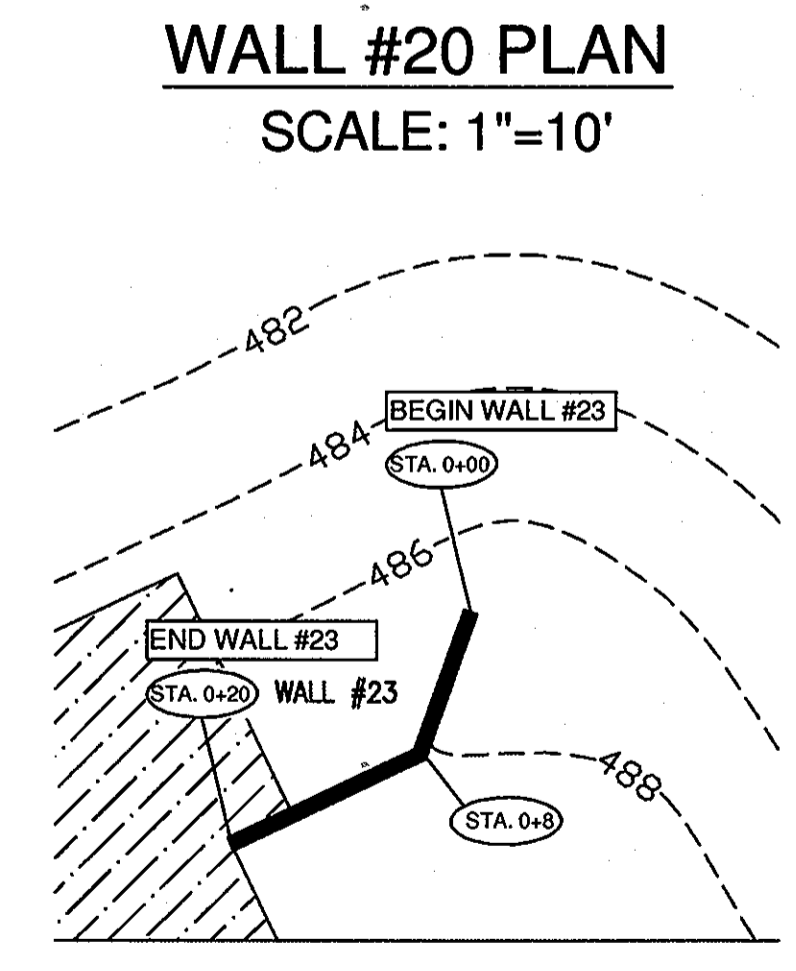 WALL #20 PLAN
SCALE: 1"=10'
482
BEGIN WALL #23
484
STA. 0+00
486
END WALL #23
STA. 0+20
WALL #23
488
STA. 0+8